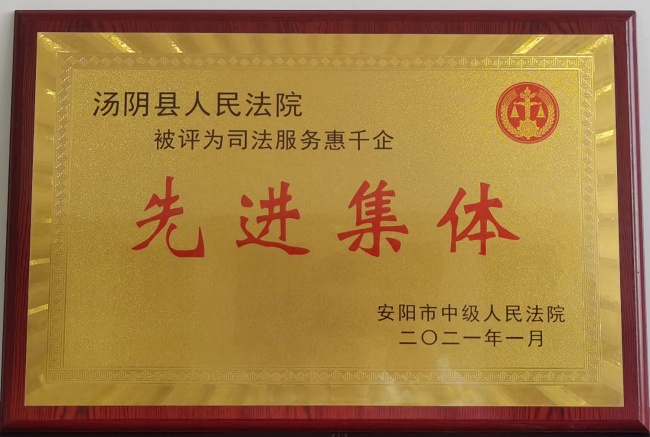 汤阴县人民法院
被评为司法服务惠千企
先进集体
安阳市中级人民法院
二〇二一年一月